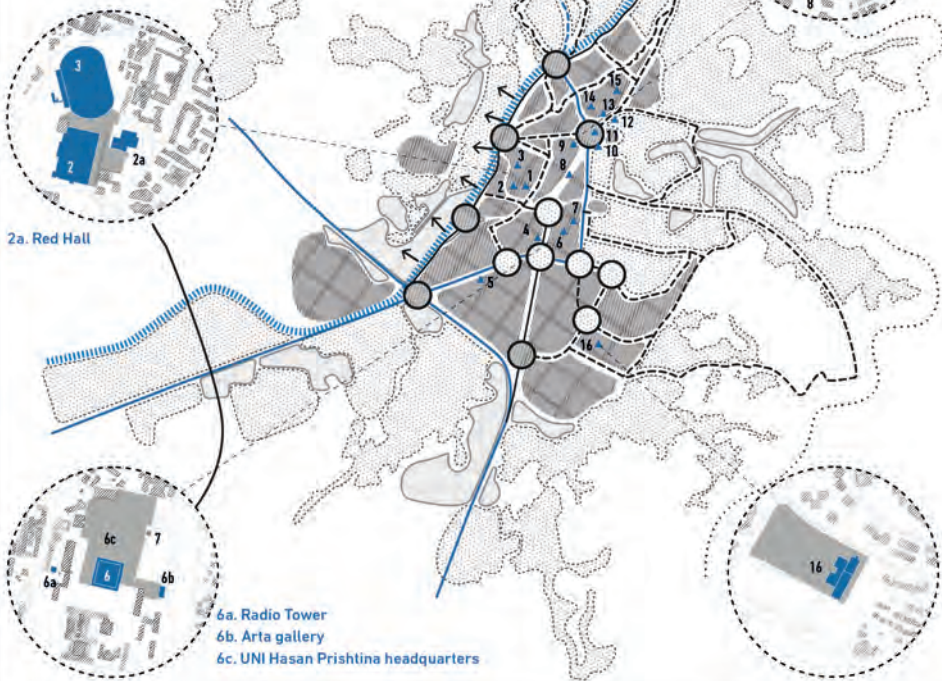 8
3
2
2a
2a. Red Hall
15
14
13
12
11
10
9
8
3
2
1
7
4
6
5
16
6c
7
6
6a
6b
16
6a. Radio Tower
6b. Arta gallery
6c. UNI Hasan Prishtina headquarters